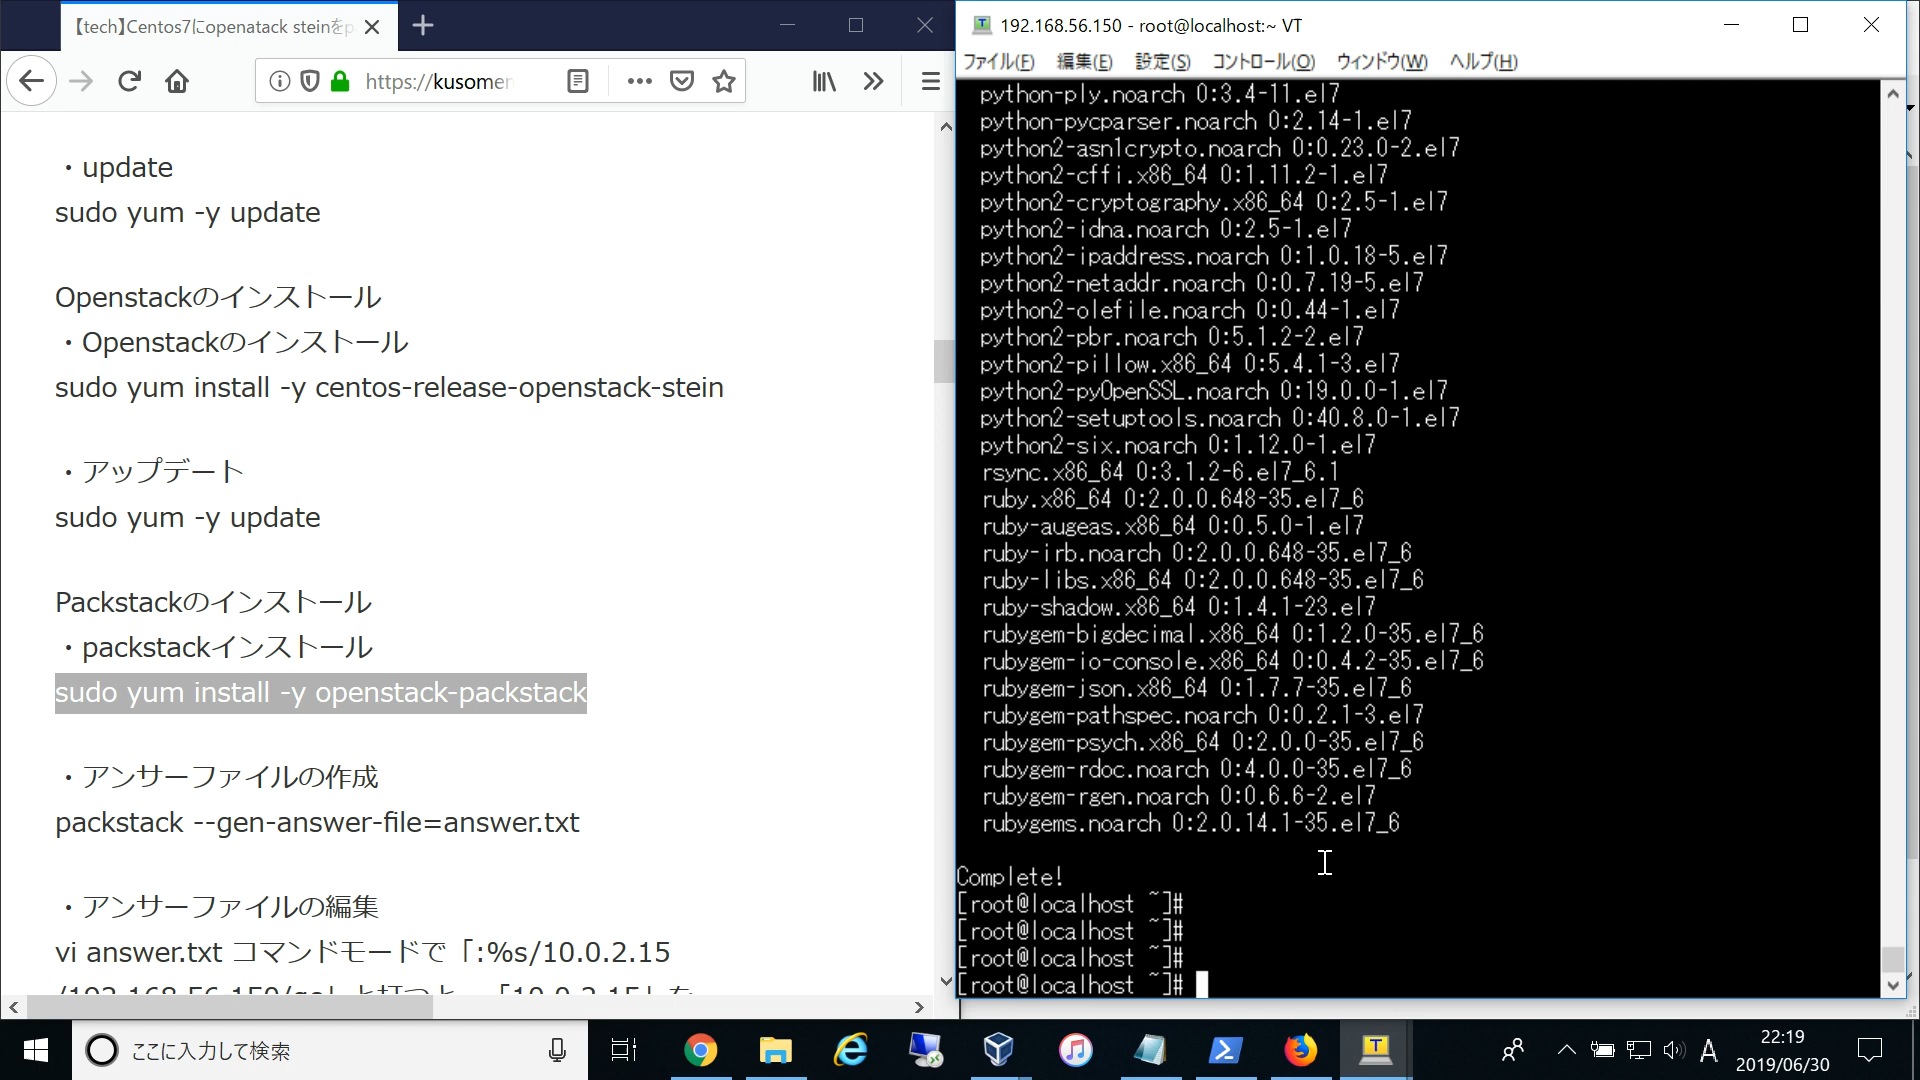 【tech】Centos7にopenatack steinをp
https://kusomen
・update
sudo yum -y update
Openstackのインストール
・Openstackのインストール
sudo yum install -y centos-release-openstack-stein
・アップデート
sudo yum -y update
Packstackのインストール
・packstackインストール
sudo yum install -y openstack-packstack
・アンサーファイルの作成
packstack --gen-answer-file=answer.txt
・アンサーファイルの編集
vi answer.txt コマンドモードで「:%s/10.0.2.15
/192.168.56.150/gc」と打つと、「10.0.2.15」を
192.168.56.150 - root@localhost:~ VT
ファイル(F) 編集(E) 設定(S) コントロール(O) ウィンドウ(W) ヘルプ(H)
python-ply.noarch 0:3.4-11.el7
python-pycparser.noarch 0:2.14-1.el7
python2-asn1crypto.noarch 0:0.23.0-2.el7
python2-cffi.x86_64 0:1.11.2-1.el7
python2-cryptography.x86_64 0:2.5-1.el7
python2-idna.noarch 0:2.5-1.el7
python2-ipaddress.noarch 0:1.0.18-5.el7
python2-netaddr.noarch 0:0.7.19-5.el7
python2-olefile.noarch 0:0.44-1.el7
python2-pbr.noarch 0:5.1.2-2.el7
python2-pillow.x86_64 0:5.4.1-3.el7
python2-pyOpenSSL.noarch 0:19.0.0-1.el7
python2-setuptools.noarch 0:40.8.0-1.el7
python2-six.noarch 0:1.12.0-1.el7
rsync.x86_64 0:3.1.2-6.el7_6.1
ruby.x86_64 0:2.0.0.648-35.el7_6
ruby-augeas.x86_64 0:0.5.0-1.el7
ruby-irb.noarch 0:2.0.0.648-35.el7_6
ruby-libs.x86_64 0:2.0.0.648-35.el7_6
ruby-shadow.x86_64 0:1.4.1-23.el7
rubygem-bigdecimal.x86_64 0:1.2.0-35.el7_6
rubygem-io-console.x86_64 0:0.4.2-35.el7_6
rubygem-json.x86_64 0:1.7.7-35.el7_6
rubygem-pathspec.noarch 0:0.2.1-3.el7
rubygem-psych.x86_64 0:2.0.0-35.el7_6
rubygem-rdoc.noarch 0:4.0.0-35.el7_6
rubygem-rgen.noarch 0:0.6.6-2.el7
rubygems.noarch 0:2.0.14.1-35.el7_6
Complete!
[root@localhost ~]#
[root@localhost ~]#
[root@localhost ~]#
[root@localhost ~]#
ここに入力して検索
A
22:19
2019/06/30